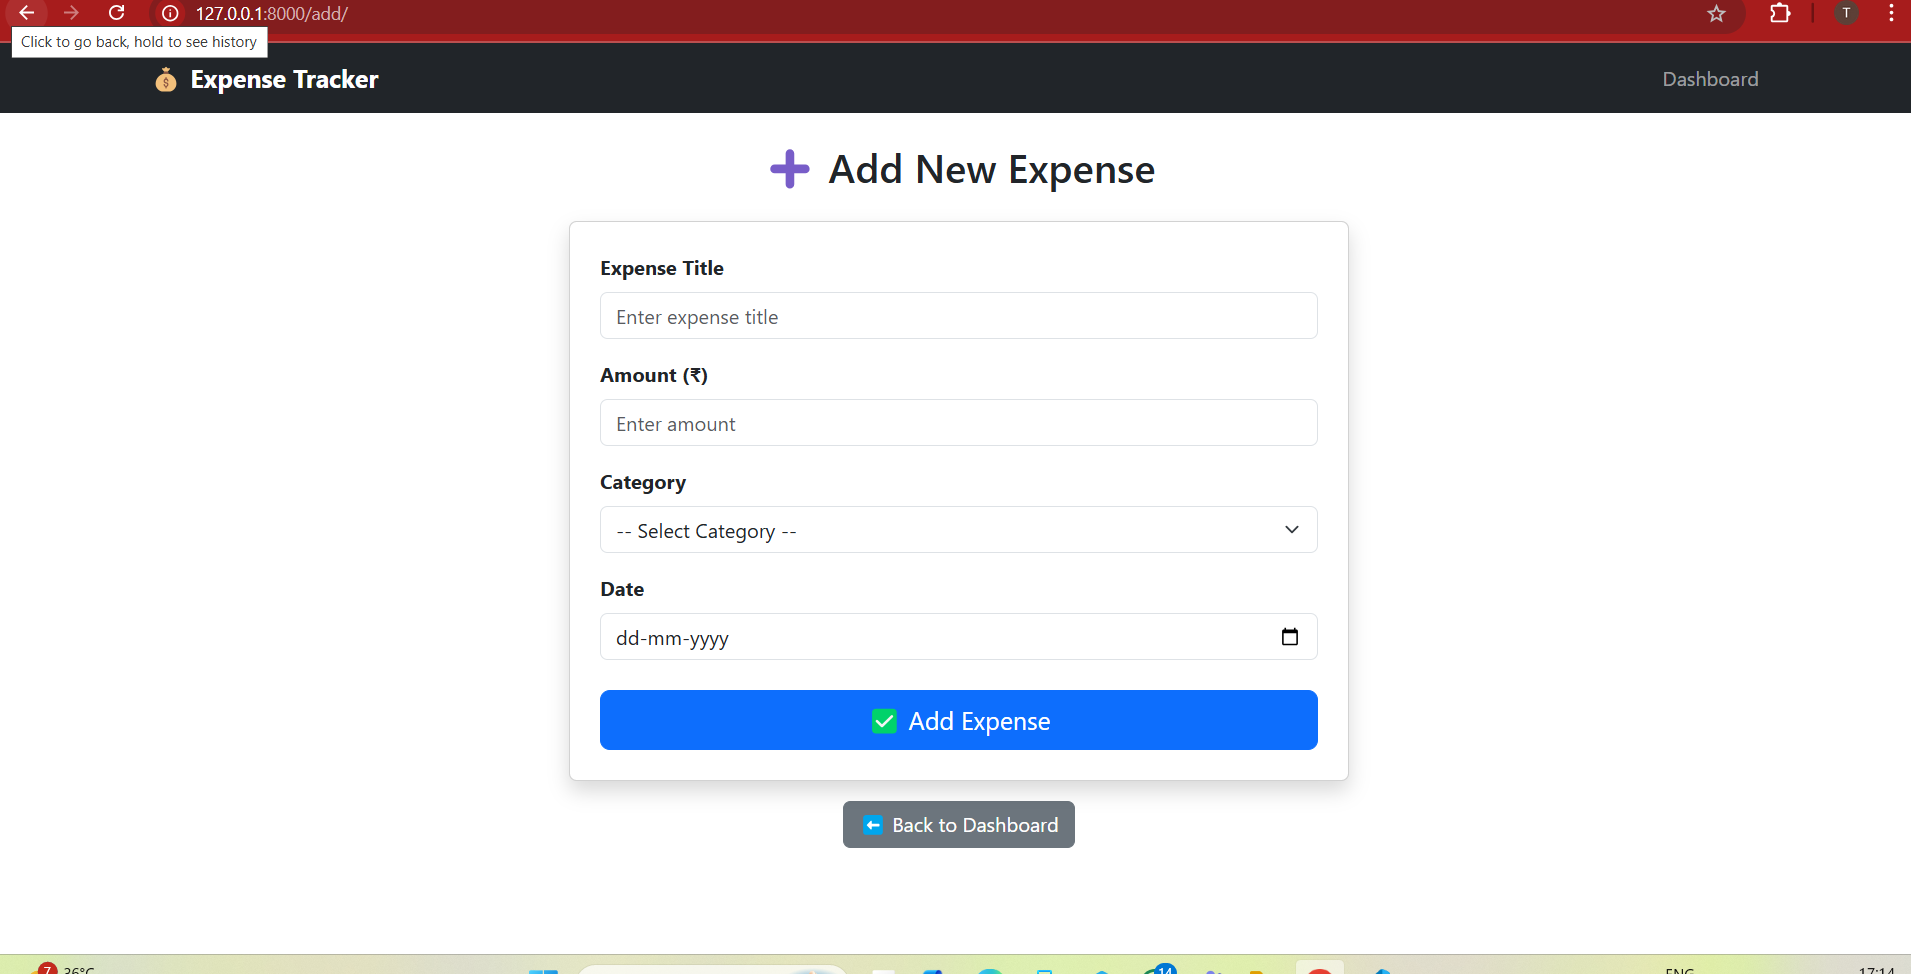 127.0.0.1:8000/add/
T
Click to go back, hold to see history
Expense Tracker
Dashboard
Add New Expense
Expense Title
Enter expense title
Amount (₹)
Enter amount
Category
-- Select Category --
Date
dd-mm-yyyy
Add Expense
Back to Dashboard
7
36°C
14
ENG
17:14